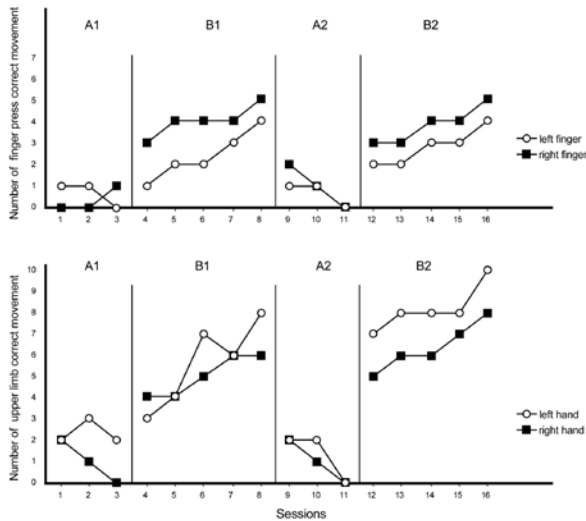 A1 B1 A2 B2
Number of finger press correct movement
7
6
5
4
3
2
1
0
1 2 3 4 5 6 7 8 9 10 11 12 13 14 15 16
left finger
right finger
A1 B1 A2 B2
Number of upper limb correct movement
10
9
8
7
6
5
4
3
2
1
0
1 2 3 4 5 6 7 8 9 10 11 12 13 14 15 16
left hand
right hand
Sessions